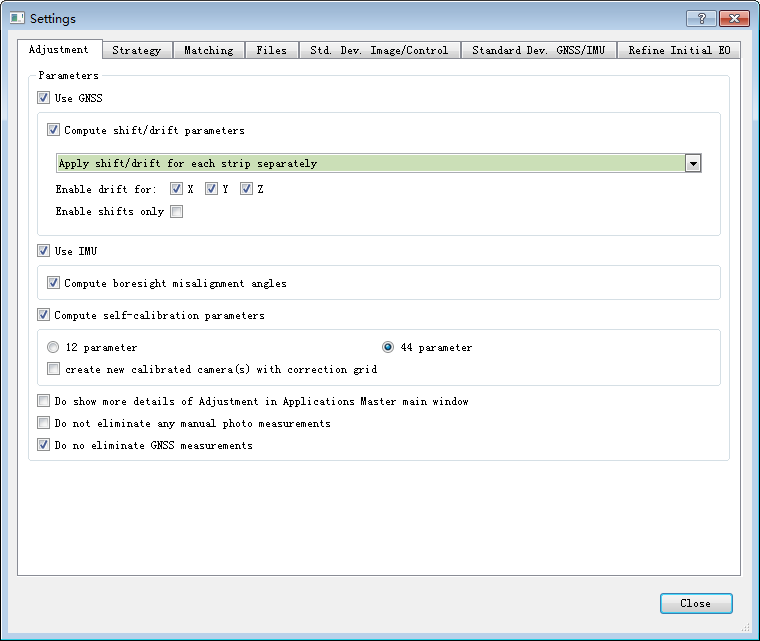 Settings
Adjustment Strategy Matching Files Std. Dev. Image/Control Standard Dev. GNSS/IMU Refine Initial EO
Parameters
Use GNSS
Compute shift/drift parameters
Apply shift/drift for each strip separately
Enable drift for: X Y Z
Enable shifts only
Use IMU
Compute boresight misalignment angles
Compute self-calibration parameters
12 parameter 44 parameter
create new calibrated camera(s) with correction grid
Do show more details of Adjustment in Applications Master main window
Do not eliminate any manual photo measurements
Do no eliminate GNSS measurements
Close